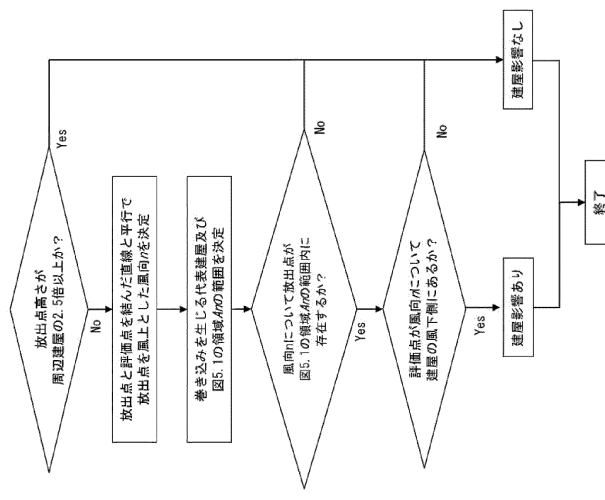 放出点高さが
周辺建屋の2.5倍以上か?
Yes
No
放出点と評価点を結んだ直線と平行で
放出点を風上とした風向nを決定
巻き込みを生じる代表建屋及び
図5.1の領域Anの範囲を決定
風向nについて放出点が
図5.1の領域Anの範囲内に
存在するか?
No
Yes
評価点が風向nについて
建屋の風下側にあるか?
No
Yes
建屋影響あり
建屋影響なし
終了